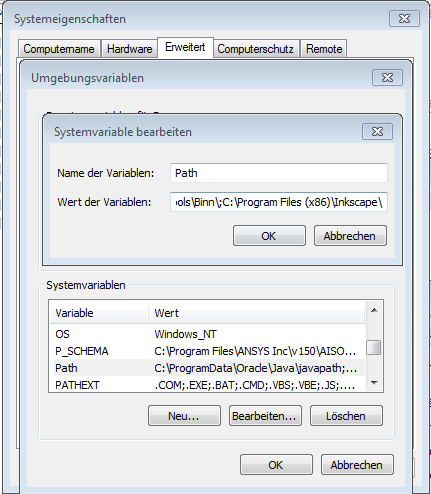 Systemeigenschaften
Computername Hardware Erweitert Computerschutz Remote
Umgebungsvariablen
Systemvariable bearbeiten
Name der Variablen: Path
Wert der Variablen: ools\Binn\;C:\Program Files (x86)\Inkscape\
OK Abbrechen
Systemvariablen
Variable Wert
OS Windows_NT
P_SCHEMA C:\Program Files\ANSYS Inc\v150\AISO...
Path C:\ProgramData\Oracle\Java\javapath;...
PATHEXT .COM;.EXE;.BAT;.CMD;.VBS;.VBE;.JS;....
Neu... Bearbeiten... Löschen
OK Abbrechen